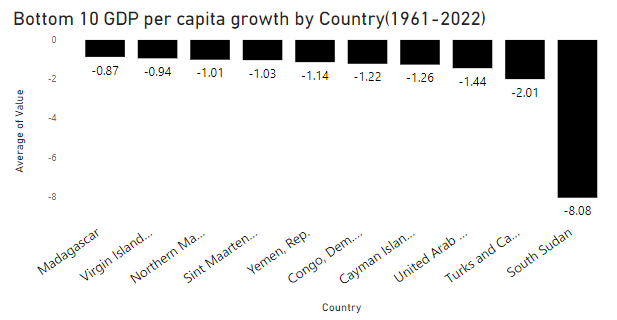 Bottom 10 GDP per capita growth by Country(1961-2022)
Average of Value
0
-2
-4
-6
-8
-0.87
-0.94
-1.01
-1.03
-1.14
-1.22
-1.26
-1.44
-2.01
-8.08
Madagascar
Virgin Island...
Northern Ma...
Sint Maarten...
Yemen, Rep.
Congo, Dem....
Cayman Islan...
United Arab ...
Turks and Ca...
South Sudan
Country